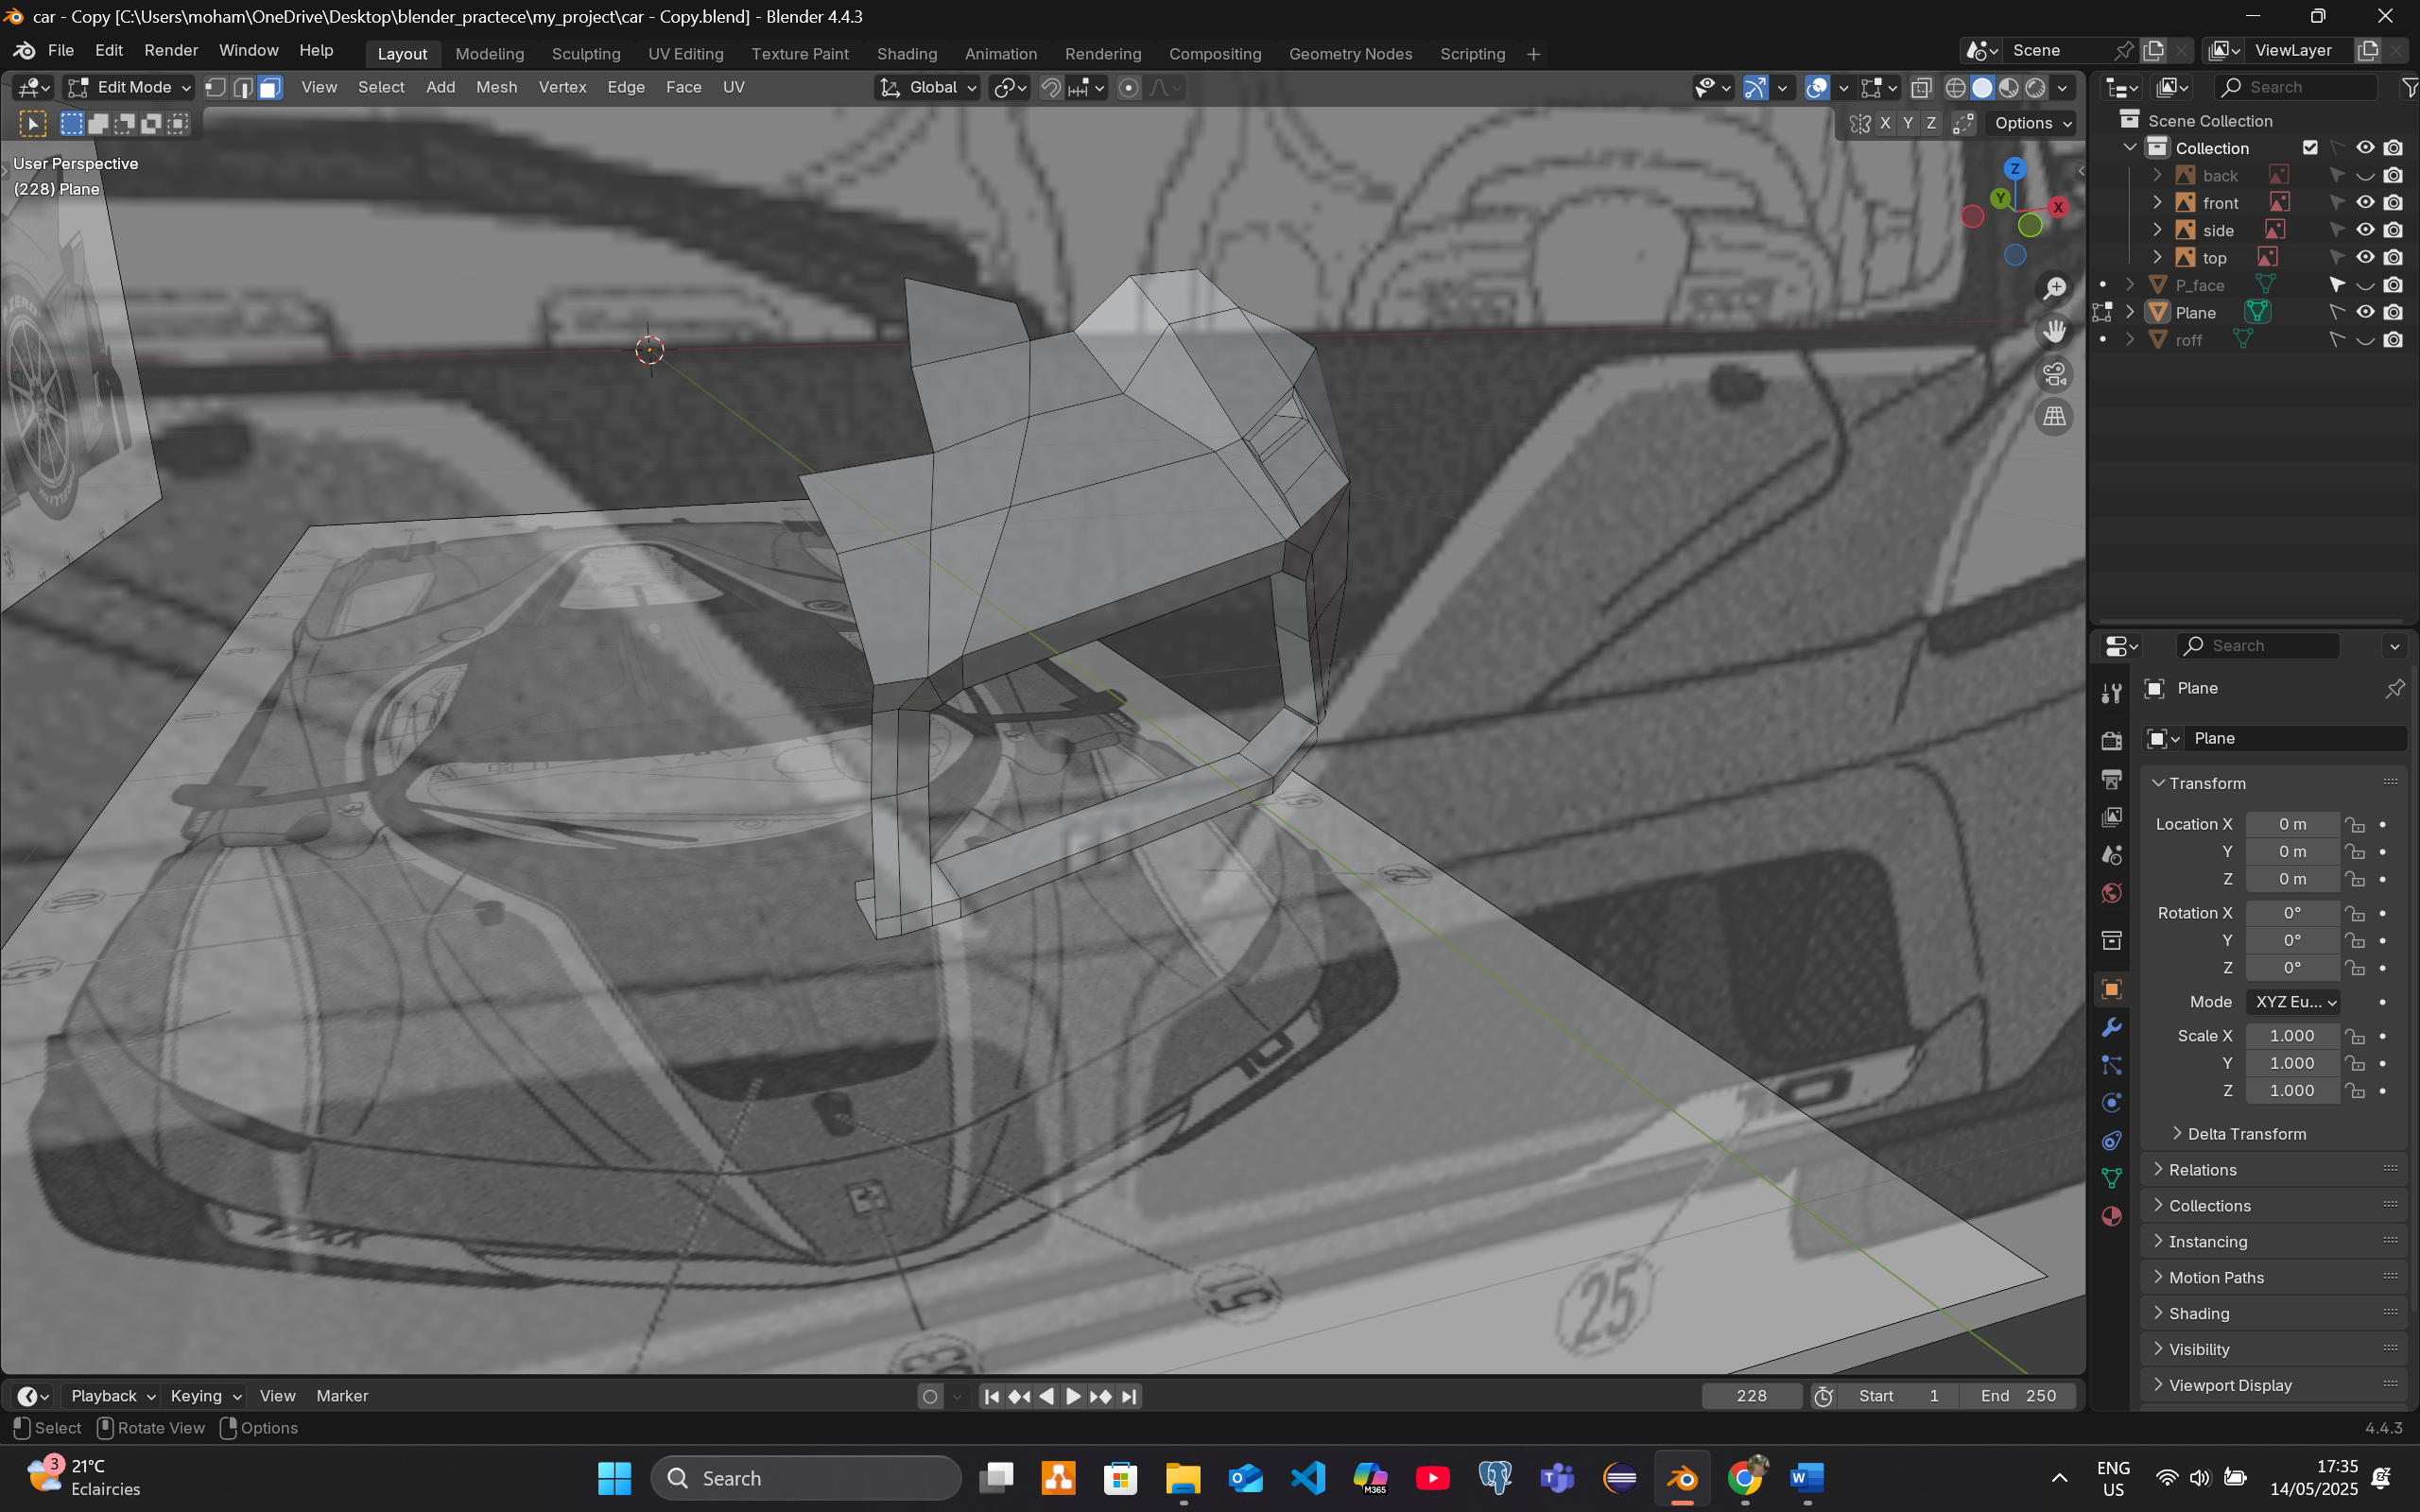 car - Copy [C:\Users\moham\OneDrive\Desktop\blender_practece\my_project\car - Copy.blend] - Blender 4.4.3
File Edit Render Window Help Layout Modeling Sculpting UV Editing Texture Paint Shading Animation Rendering Compositing Geometry Nodes Scripting + Scene ViewLayer
Edit Mode View Select Add Mesh Vertex Edge Face UV Global Search
X Y Z Options
User Perspective
(228) Plane
Scene Collection
Collection
back
front
side
top
P_face
Plane
roff
Z
Y
X
Search
Plane
Plane
Transform
Location X 0 m
Y 0 m
Z 0 m
Rotation X 0°
Y 0°
Z 0°
Mode XYZ Eu...
Scale X 1.000
Y 1.000
Z 1.000
Delta Transform
Relations
Collections
Instancing
Motion Paths
Shading
Visibility
Viewport Display
25
Playback Keying View Marker 228 Start 1 End 250
Select Rotate View Options 4.4.3
3
21°C
Eclaircies
Search
M365
ENG
US
17:35
14/05/2025